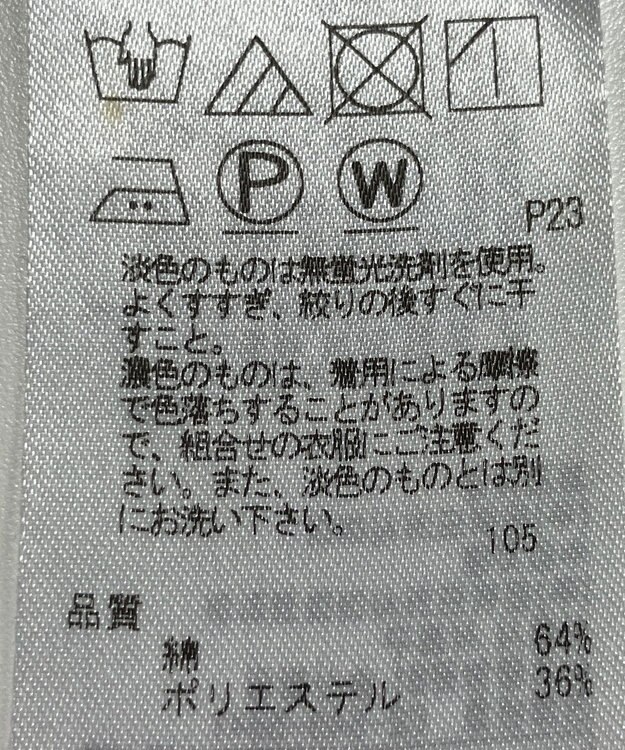 P W
P23
淡色のものは無蛍光洗剤を使用。
よくすすぎ、絞りの後すぐに干
すこと。
濃色のものは、着用による摩擦
で色落ちすることがありますの
で、組合せの衣服にご注意くだ
さい。また、淡色のものとは別
にお洗い下さい。
105
品質
綿 64%
ポリエステル 36%